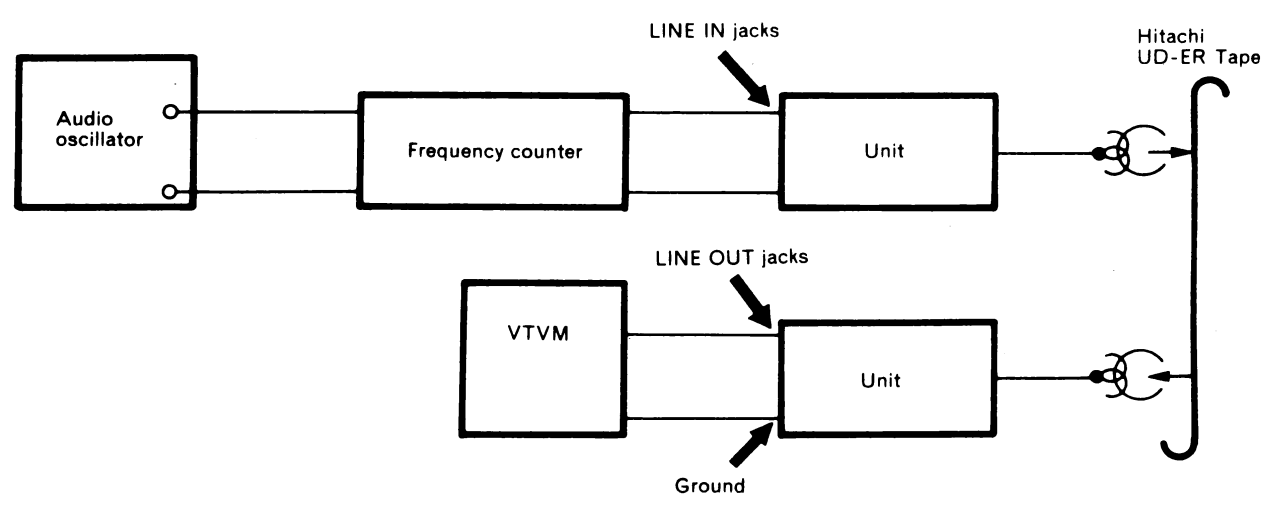 LINE IN jacks
Hitachi
UD-ER Tape
Audio
oscillator
Frequency counter
Unit
LINE OUT jacks
VTVM
Unit
Ground